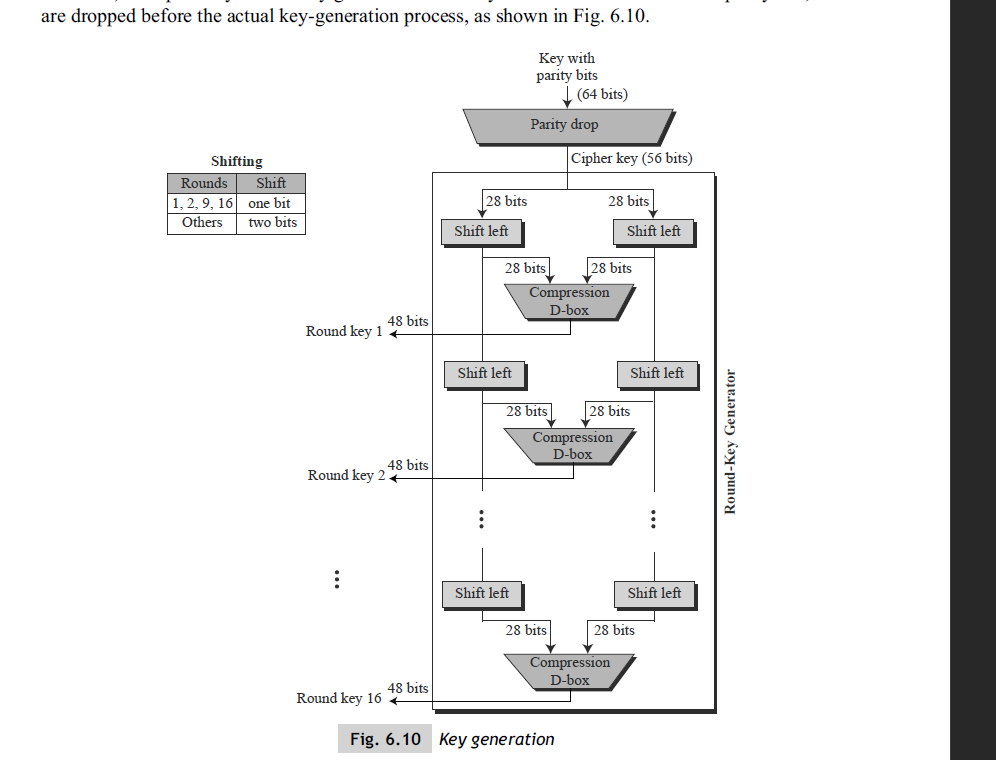 are dropped before the actual key-generation process, as shown in Fig. 6.10.
Key with
parity bits
(64 bits)
Parity drop
Cipher key (56 bits)
Shifting
Rounds Shift
1, 2, 9, 16 one bit
Others two bits
28 bits 28 bits
Shift left Shift left
28 bits 28 bits
Compression
D-box
48 bits
Round key 1
Shift left Shift left
28 bits 28 bits
Compression
D-box
48 bits
Round key 2
Round-Key Generator
Shift left Shift left
28 bits 28 bits
Compression
D-box
48 bits
Round key 16
Fig. 6.10 Key generation